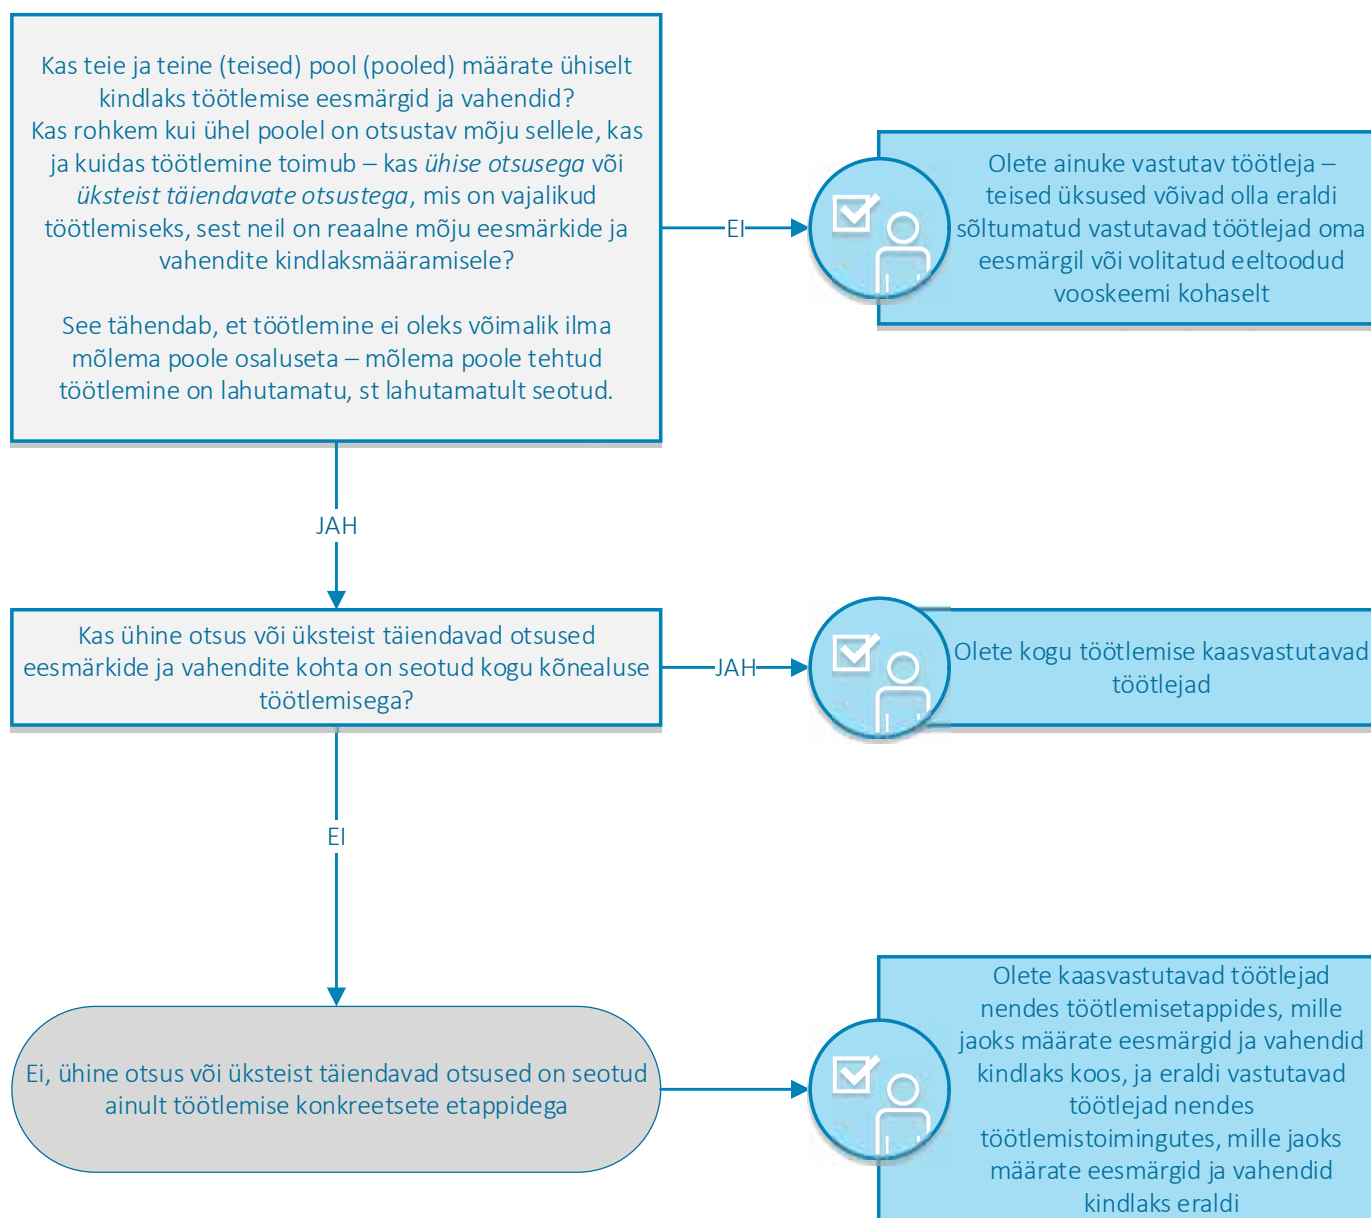 Kas teie ja teine (teised) pool (pooled) määrate ühiselt
kindlaks töötlemise eesmärgid ja vahendid?
Kas rohkem kui ühel poolel on otsustav mõju sellele, kas
ja kuidas töötlemine toimub – kas ühise otsusega või
üksteist täiendavate otsustega, mis on vajalikud
töötlemiseks, sest neil on reaalne mõju eesmärkide ja
vahendite kindlaksmääramisele?
See tähendab, et töötlemine ei oleks võimalik ilma
mõlema poole osaluseta – mõlema poole tehtud
töötlemine on lahutamatu, st lahutamatult seotud.
EI
Olete ainuke vastutav töötleja –
teised üksused võivad olla eraldi
sõltumatud vastutavad töötlejad oma
eesmärgil või volitatud eeltoodud
vooskeemi kohaselt
JAH
Kas ühine otsus või üksteist täiendavad otsused
eesmärkide ja vahendite kohta on seotud kogu kõnealuse
töötlemisega?
JAH
Olete kogu töötlemise kaasvastutavad
töötlejad
EI
Ei, ühine otsus või üksteist täiendavad otsused on seotud
ainult töötlemise konkreetsete etappidega
Olete kaasvastutavad töötlejad
nendes töötlemisetappides, mille
jaoks määrate eesmärgid ja vahendid
kindlaks koos, ja eraldi vastutavad
töötlejad nendes
töötlemistoimingutes, mille jaoks
määrate eesmärgid ja vahendid
kindlaks eraldi